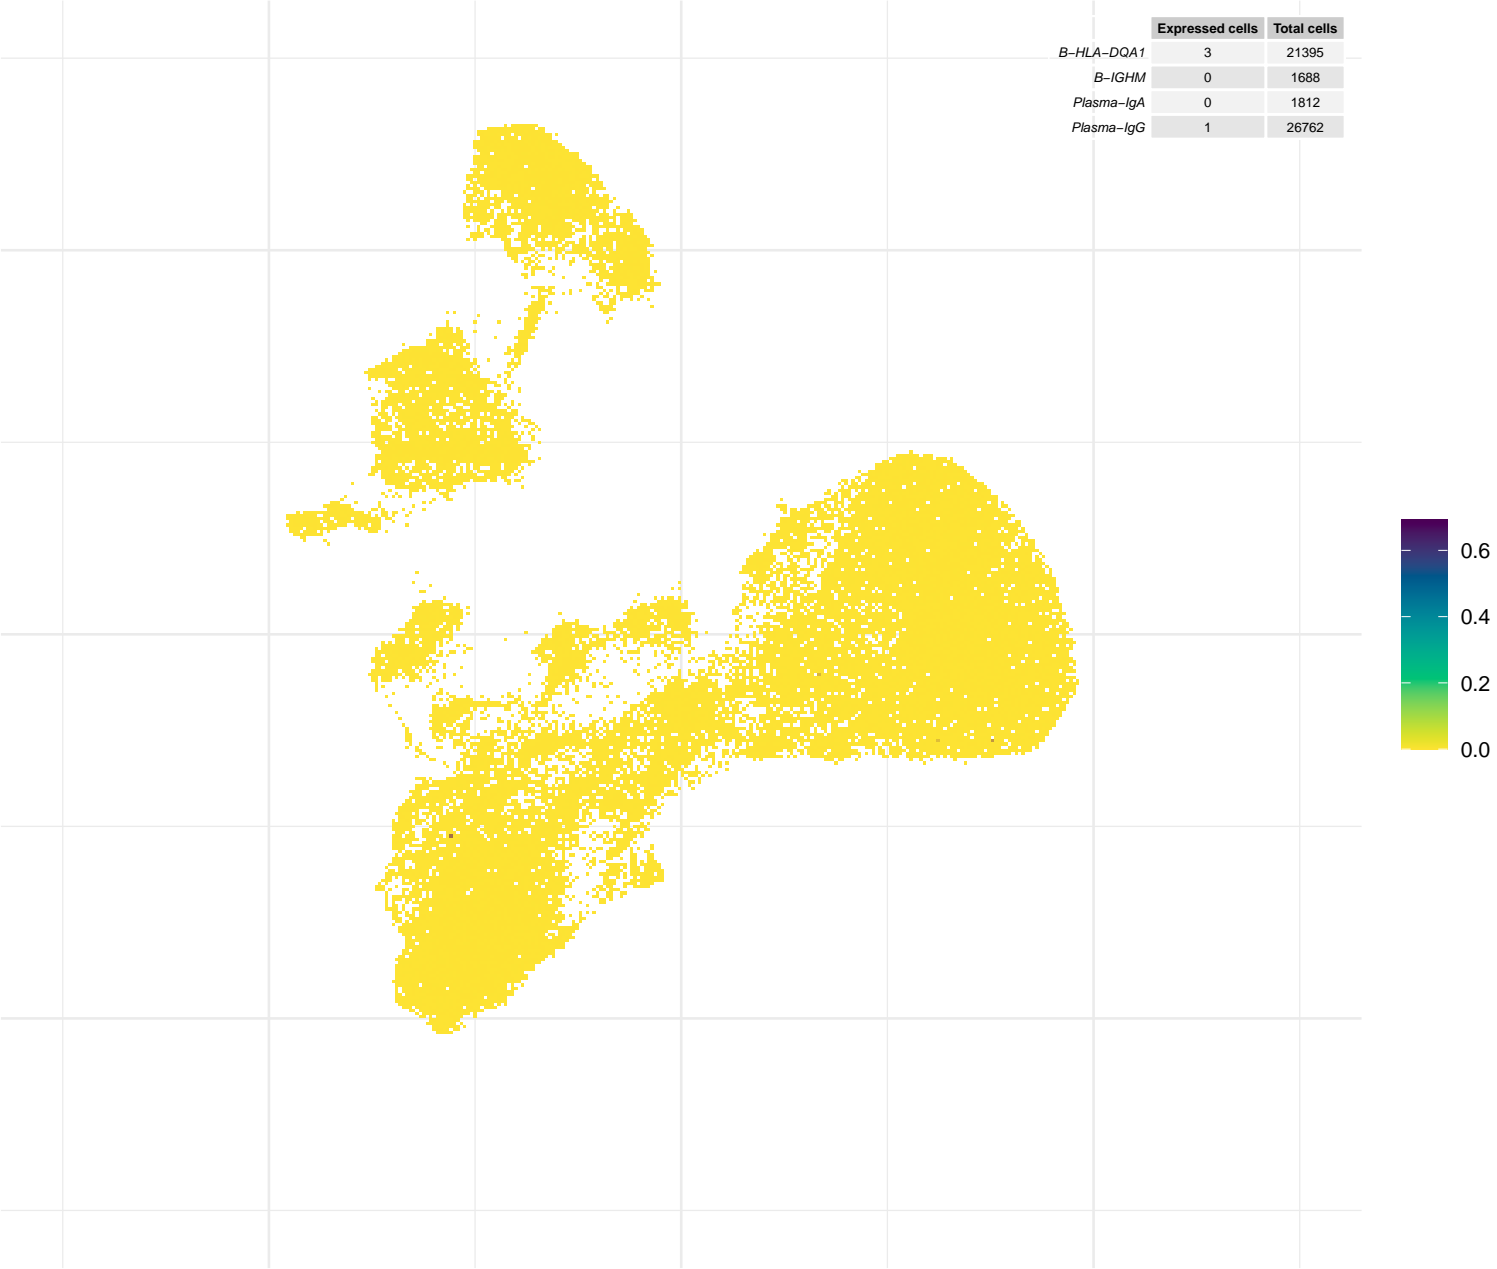 Expressed cells Total cells
B−HLA−DQA1 3 21395
B−IGHM 0 1688
Plasma−IgA 0 1812
Plasma−IgG 1 26762
0.6
0.4
0.2
0.0